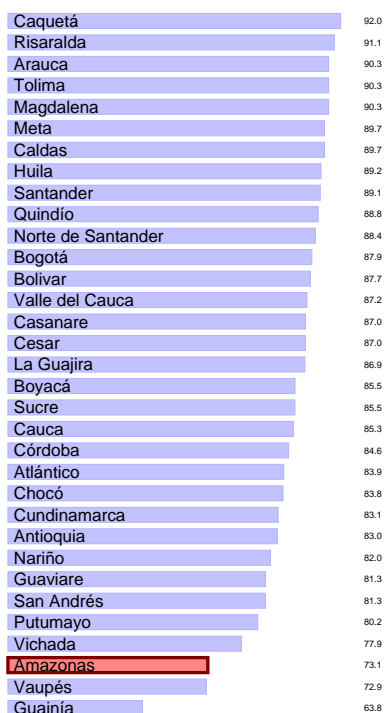 Caquetá 92.0
Risaralda 91.1
Arauca 90.3
Tolima 90.3
Magdalena 90.3
Meta 89.7
Caldas 89.7
Huila 89.2
Santander 89.1
Quindío 88.8
Norte de Santander 88.4
Bogotá 87.9
Bolivar 87.7
Valle del Cauca 87.2
Casanare 87.0
Cesar 87.0
La Guajira 86.9
Boyacá 85.5
Sucre 85.5
Cauca 85.3
Córdoba 84.6
Atlántico 83.9
Chocó 83.8
Cundinamarca 83.1
Antioquia 83.0
Nariño 82.0
Guaviare 81.3
San Andrés 81.3
Putumayo 80.2
Vichada 77.9
Amazonas 73.1
Vaupés 72.9
Guainía 63.8